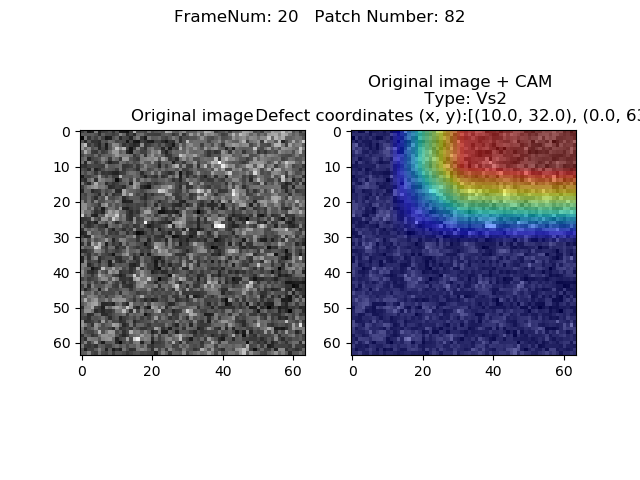 FrameNum: 20   Patch Number: 82
Original image + CAM
Type: Vs2
Original image
Defect coordinates (x, y):[(10.0, 32.0), (0.0, 63
0
10
20
30
40
50
60
0 20 40 60
0
10
20
30
40
50
60
0 20 40 60